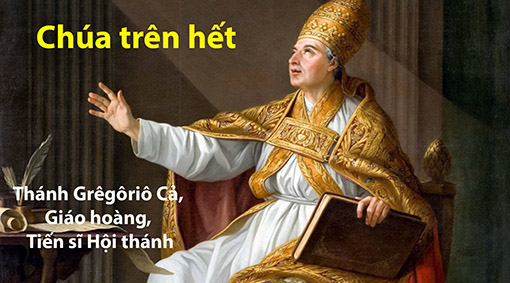 Chúa trên hết
Thánh Grêgôriô Cả,
Giáo hoàng,
Tiến sĩ Hội thánh